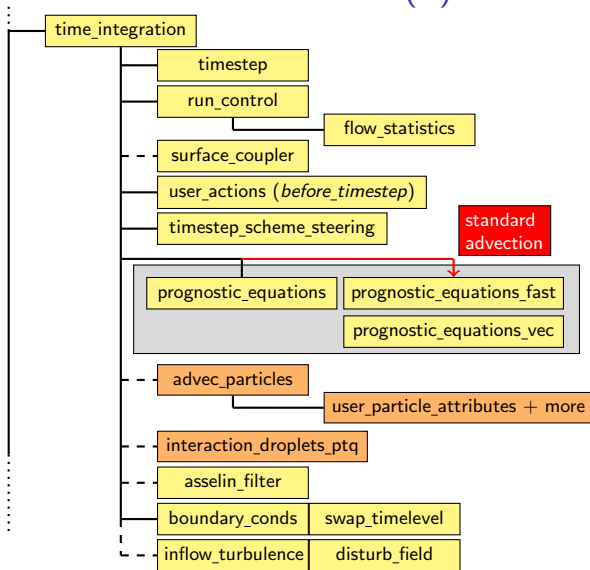 time_integration
timestep
run_control
flow_statistics
surface_coupler
user_actions (before_timestep)
timestep_scheme_steering
standard
advection
prognostic_equations prognostic_equations_fast
prognostic_equations_vec
advec_particles
user_particle_attributes + more
interaction_droplets_ptq
asselin_filter
boundary_conds swap_timelevel
inflow_turbulence disturb_field